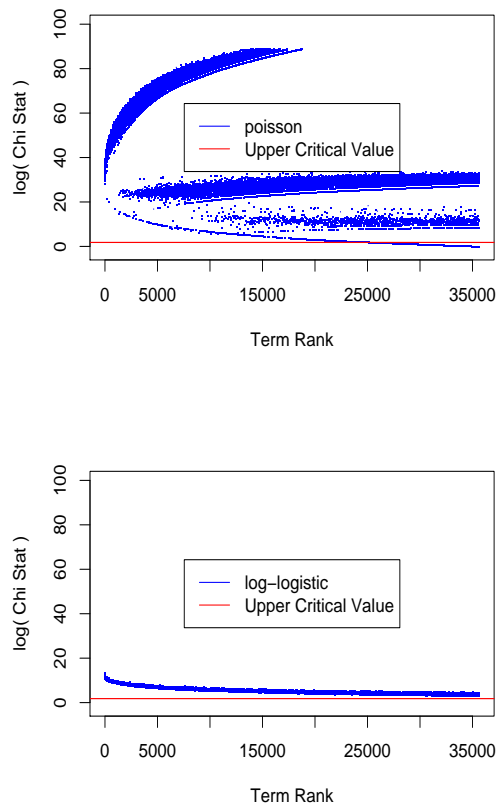 log( Chi Stat )
100
80
60
40
20
0
poisson
Upper Critical Value
0 5000 15000 25000 35000
Term Rank
log( Chi Stat )
100
80
60
40
20
0
log−logistic
Upper Critical Value
0 5000 15000 25000 35000
Term Rank